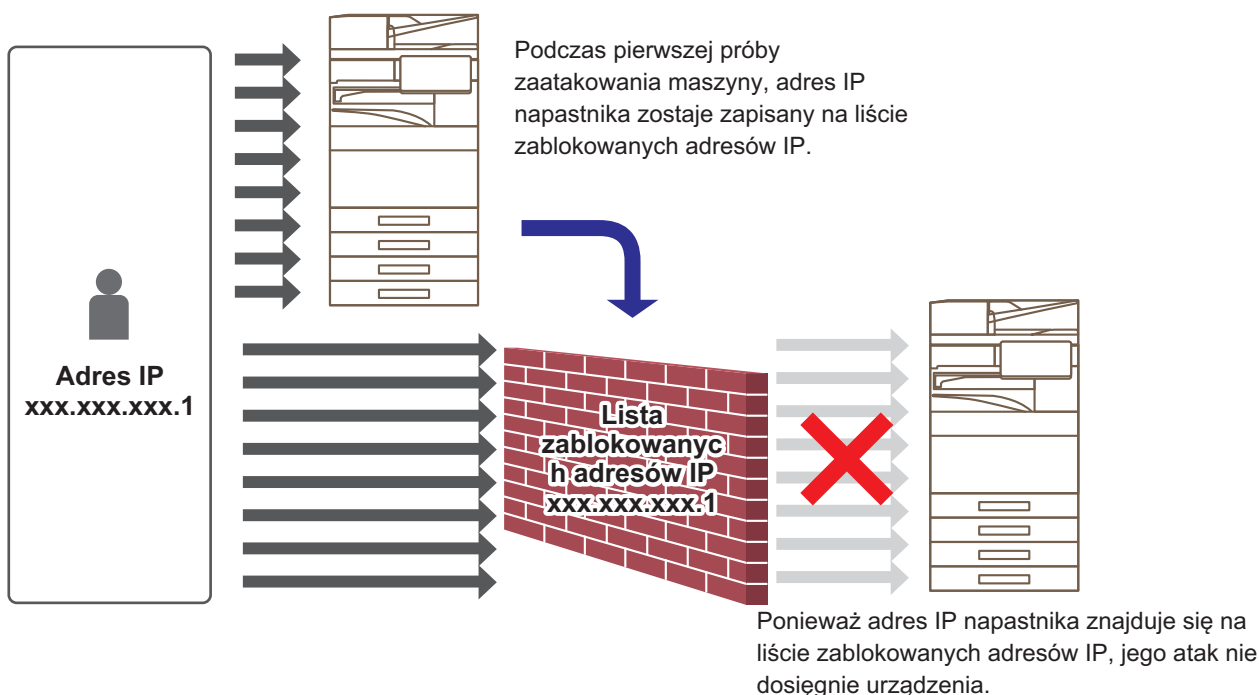 Podczas pierwszej próby
zaatakowania maszyny, adres IP
napastnika zostaje zapisany na liście
zablokowanych adresów IP.
Adres IP
xxx.xxx.xxx.1
Lista
zablokowanyc
h adresów IP
xxx.xxx.xxx.1
Ponieważ adres IP napastnika znajduje się na
liście zablokowanych adresów IP, jego atak nie
dosięgnie urządzenia.